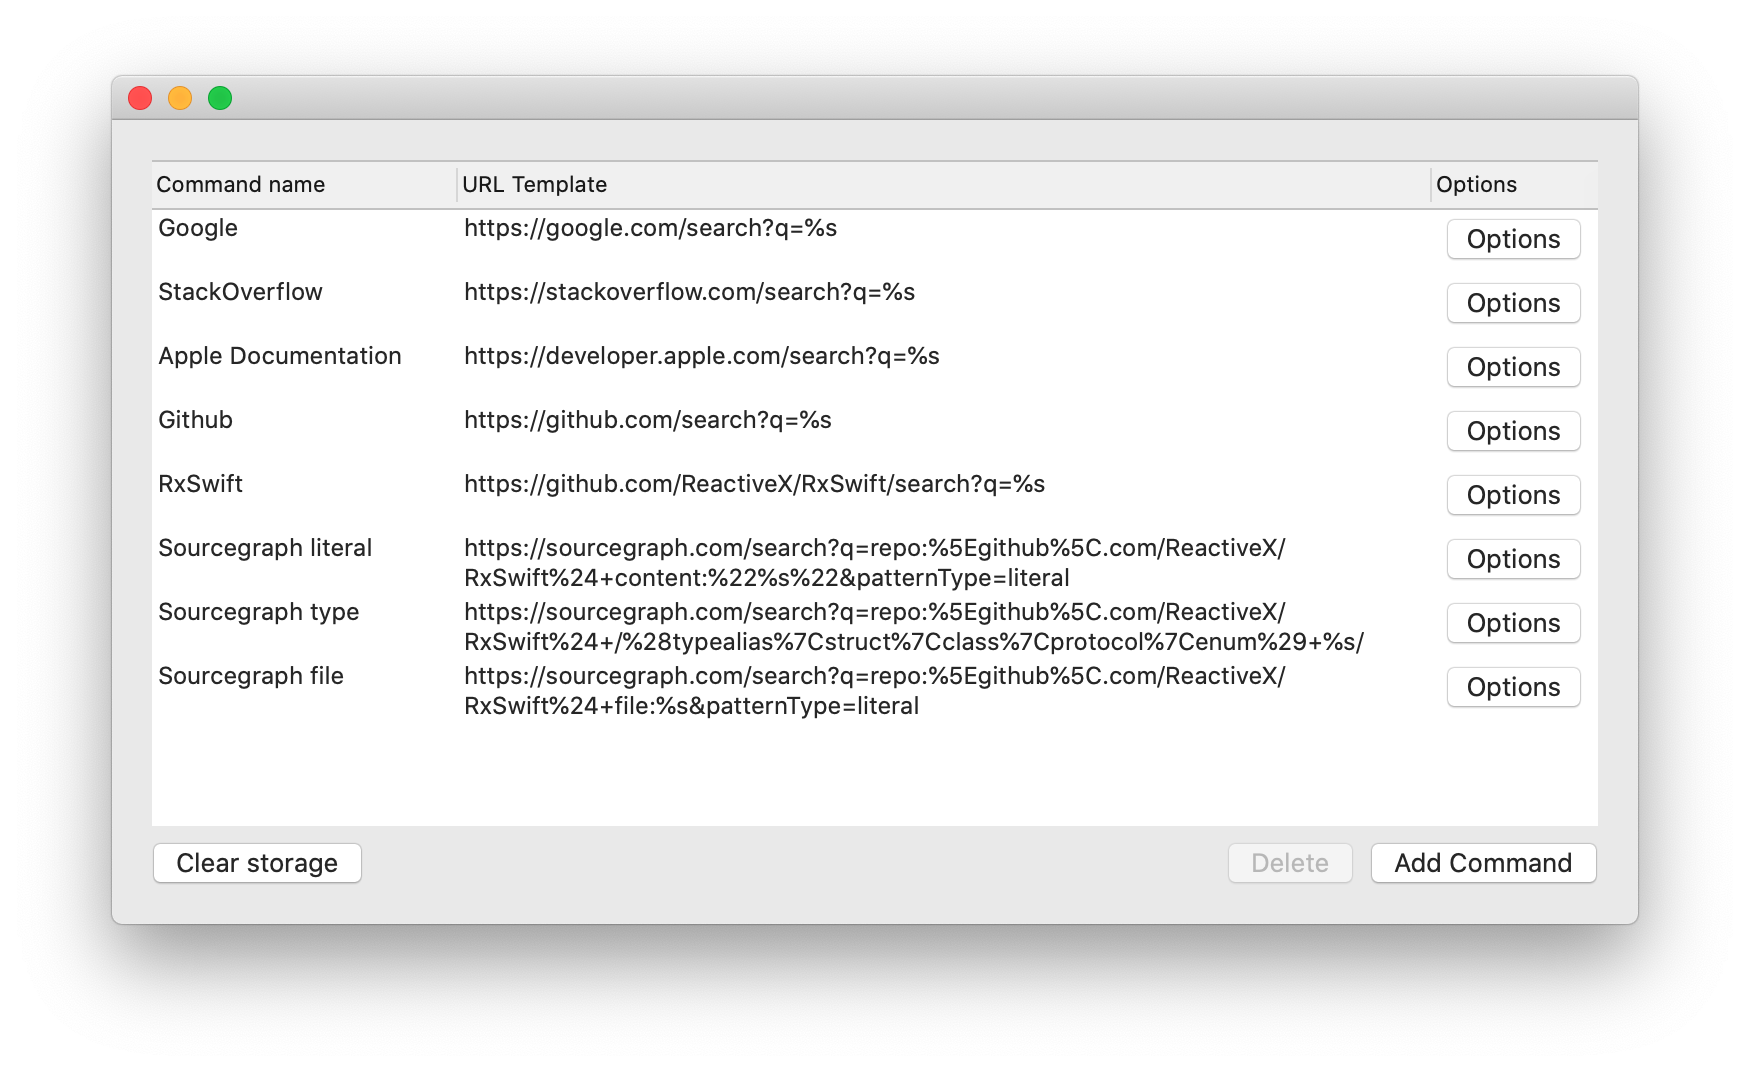 Command name URL Template Options
Google https://google.com/search?q=%s Options
StackOverflow https://stackoverflow.com/search?q=%s Options
Apple Documentation https://developer.apple.com/search?q=%s Options
Github https://github.com/search?q=%s Options
RxSwift https://github.com/ReactiveX/RxSwift/search?q=%s Options
Sourcegraph literal https://sourcegraph.com/search?q=repo:%5Egithub%5C.com/ReactiveX/ Options
RxSwift%24+content:%22%s%22&patternType=literal
Sourcegraph type https://sourcegraph.com/search?q=repo:%5Egithub%5C.com/ReactiveX/ Options
RxSwift%24+/%28typealias%7Cstruct%7Cclass%7Cprotocol%7Cenum%29+%s/
Sourcegraph file https://sourcegraph.com/search?q=repo:%5Egithub%5C.com/ReactiveX/ Options
RxSwift%24+file:%s&patternType=literal
Clear storage Delete Add Command